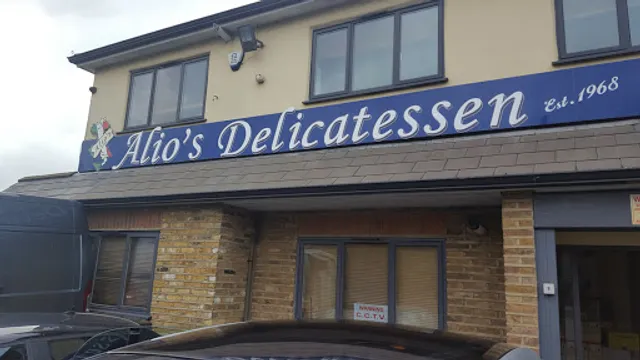 Alio's Delicatessen Est. 1968
C.C.T.V.